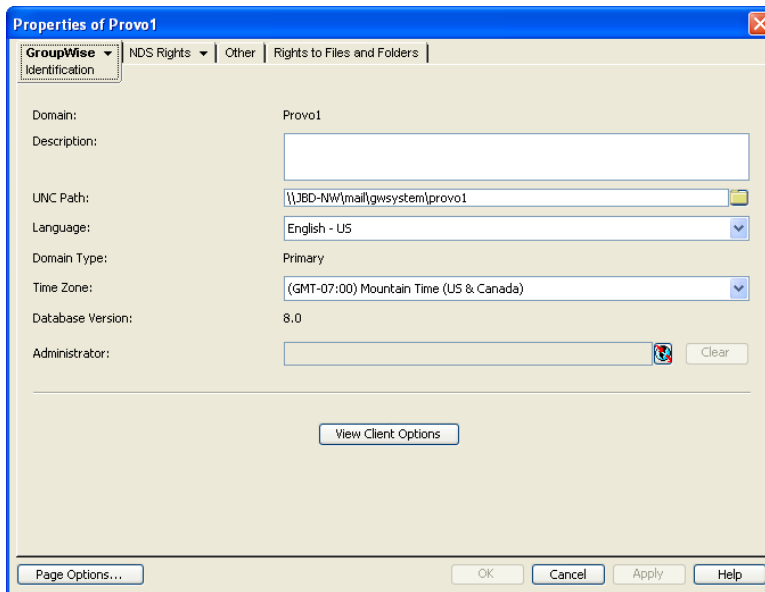 Properties of Provo1
GroupWise NDS Rights Other Rights to Files and Folders
Identification
Domain: Provo1
Description:
UNC Path: \\JBD-NW\mail\gwsystem\provo1
Language: English - US
Domain Type: Primary
Time Zone: (GMT-07:00) Mountain Time (US & Canada)
Database Version: 8.0
Administrator: Clear
View Client Options
Page Options... OK Cancel Apply Help